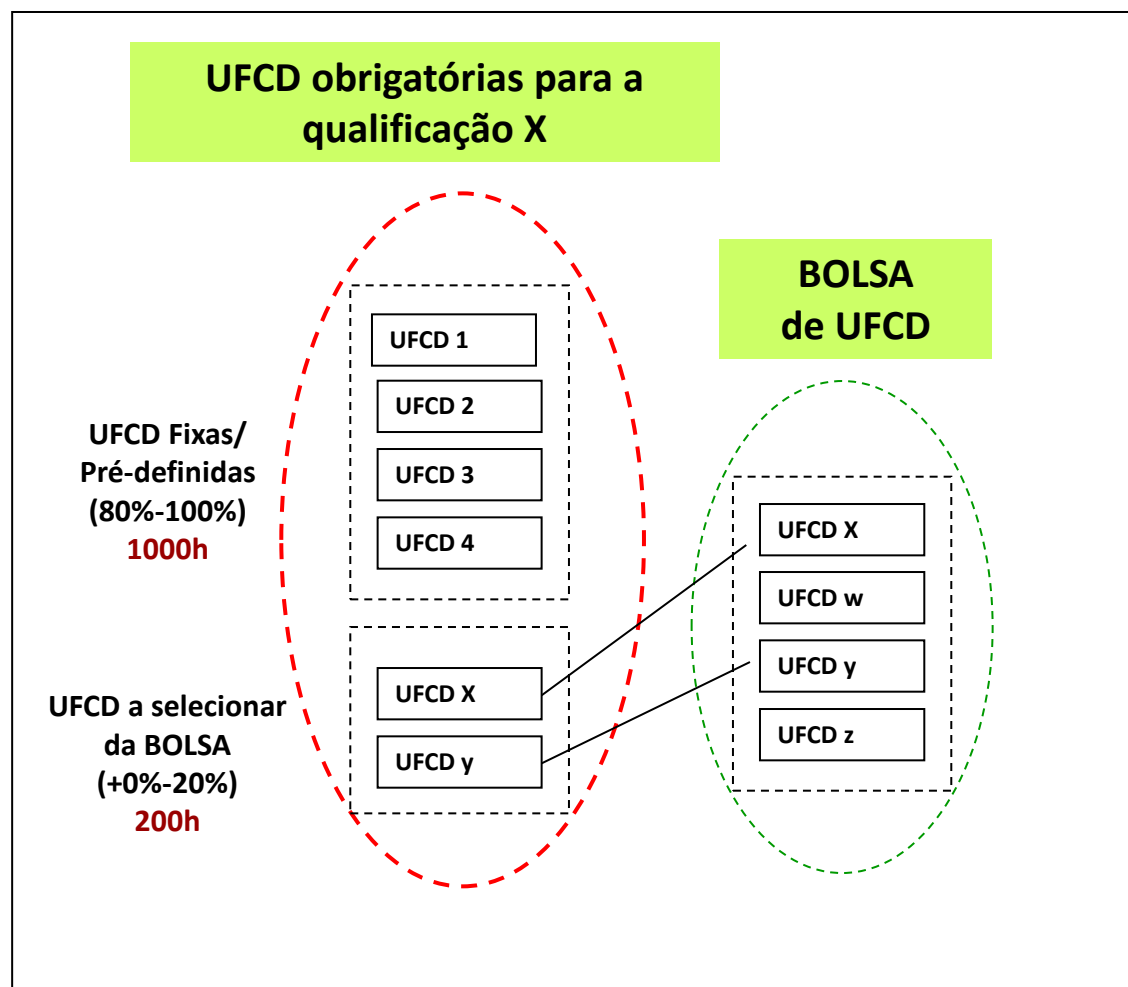 UFCD obrigatórias para a
qualificação X
BOLSA
de UFCD
UFCD Fixas/
Pré-definidas
(80%-100%)
1000h
UFCD 1
UFCD 2
UFCD 3
UFCD 4
UFCD a selecionar
da BOLSA
(+0%-20%)
200h
UFCD X
UFCD y
UFCD X
UFCD w
UFCD y
UFCD z